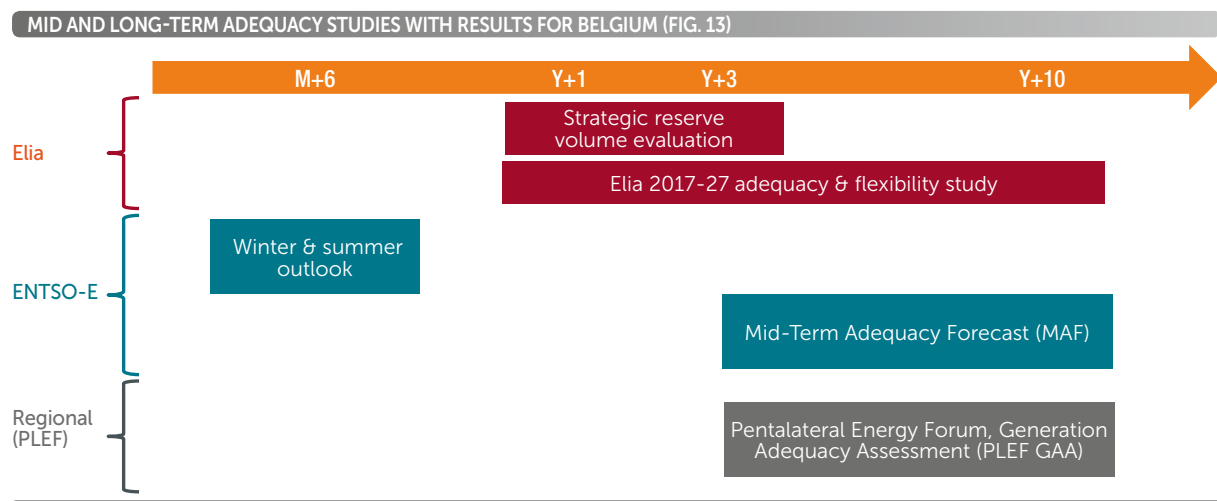 MID AND LONG-TERM ADEQUACY STUDIES WITH RESULTS FOR BELGIUM (FIG. 13)
M+6 Y+1 Y+3 Y+10
Elia
Strategic reserve
volume evaluation
Elia 2017-27 adequacy & flexibility study
ENTSO-E
Winter & summer
outlook
Mid-Term Adequacy Forecast (MAF)
Regional
(PLEF)
Pentalateral Energy Forum, Generation
Adequacy Assessment (PLEF GAA)